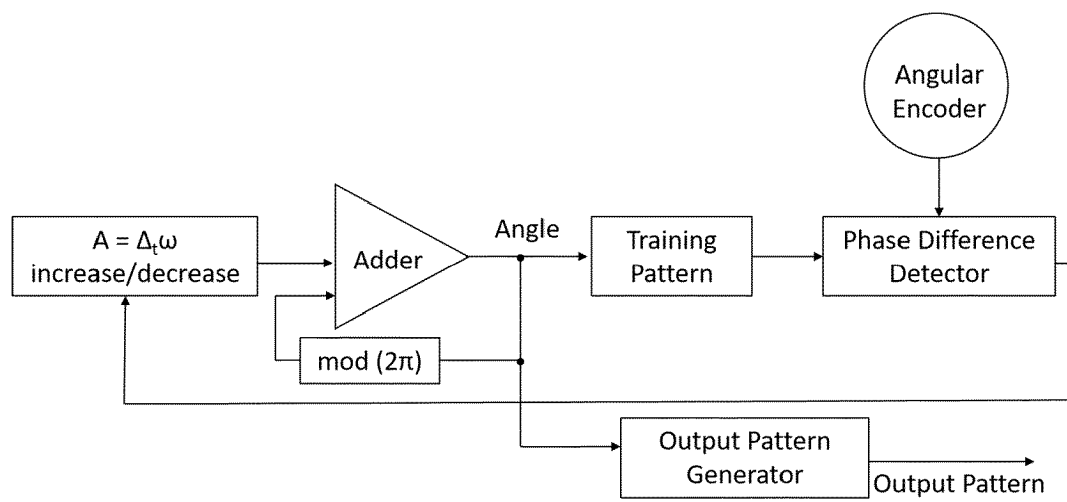 Angular
Encoder
A = Δₜω
increase/decrease
Adder
Angle
Training
Pattern
Phase Difference
Detector
mod (2π)
Output Pattern
Generator
Output Pattern